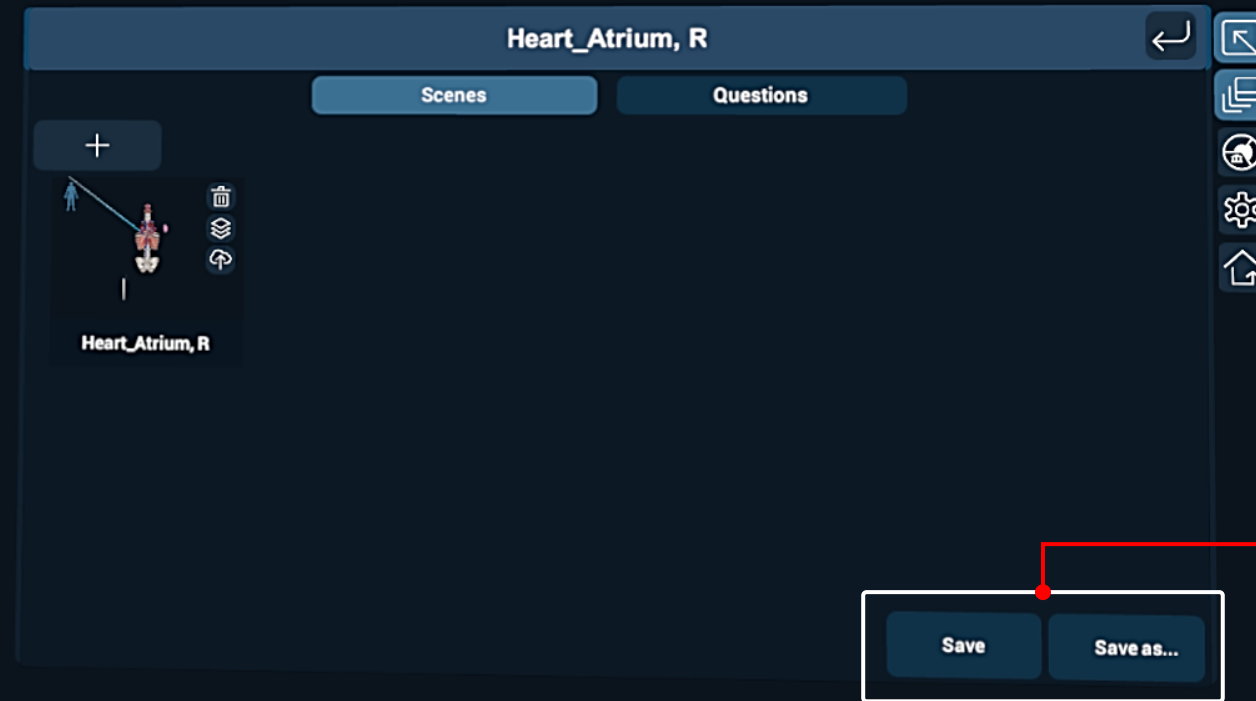 Heart_Atrium, R
Scenes
Questions
Heart_Atrium, R
Save
Save as...